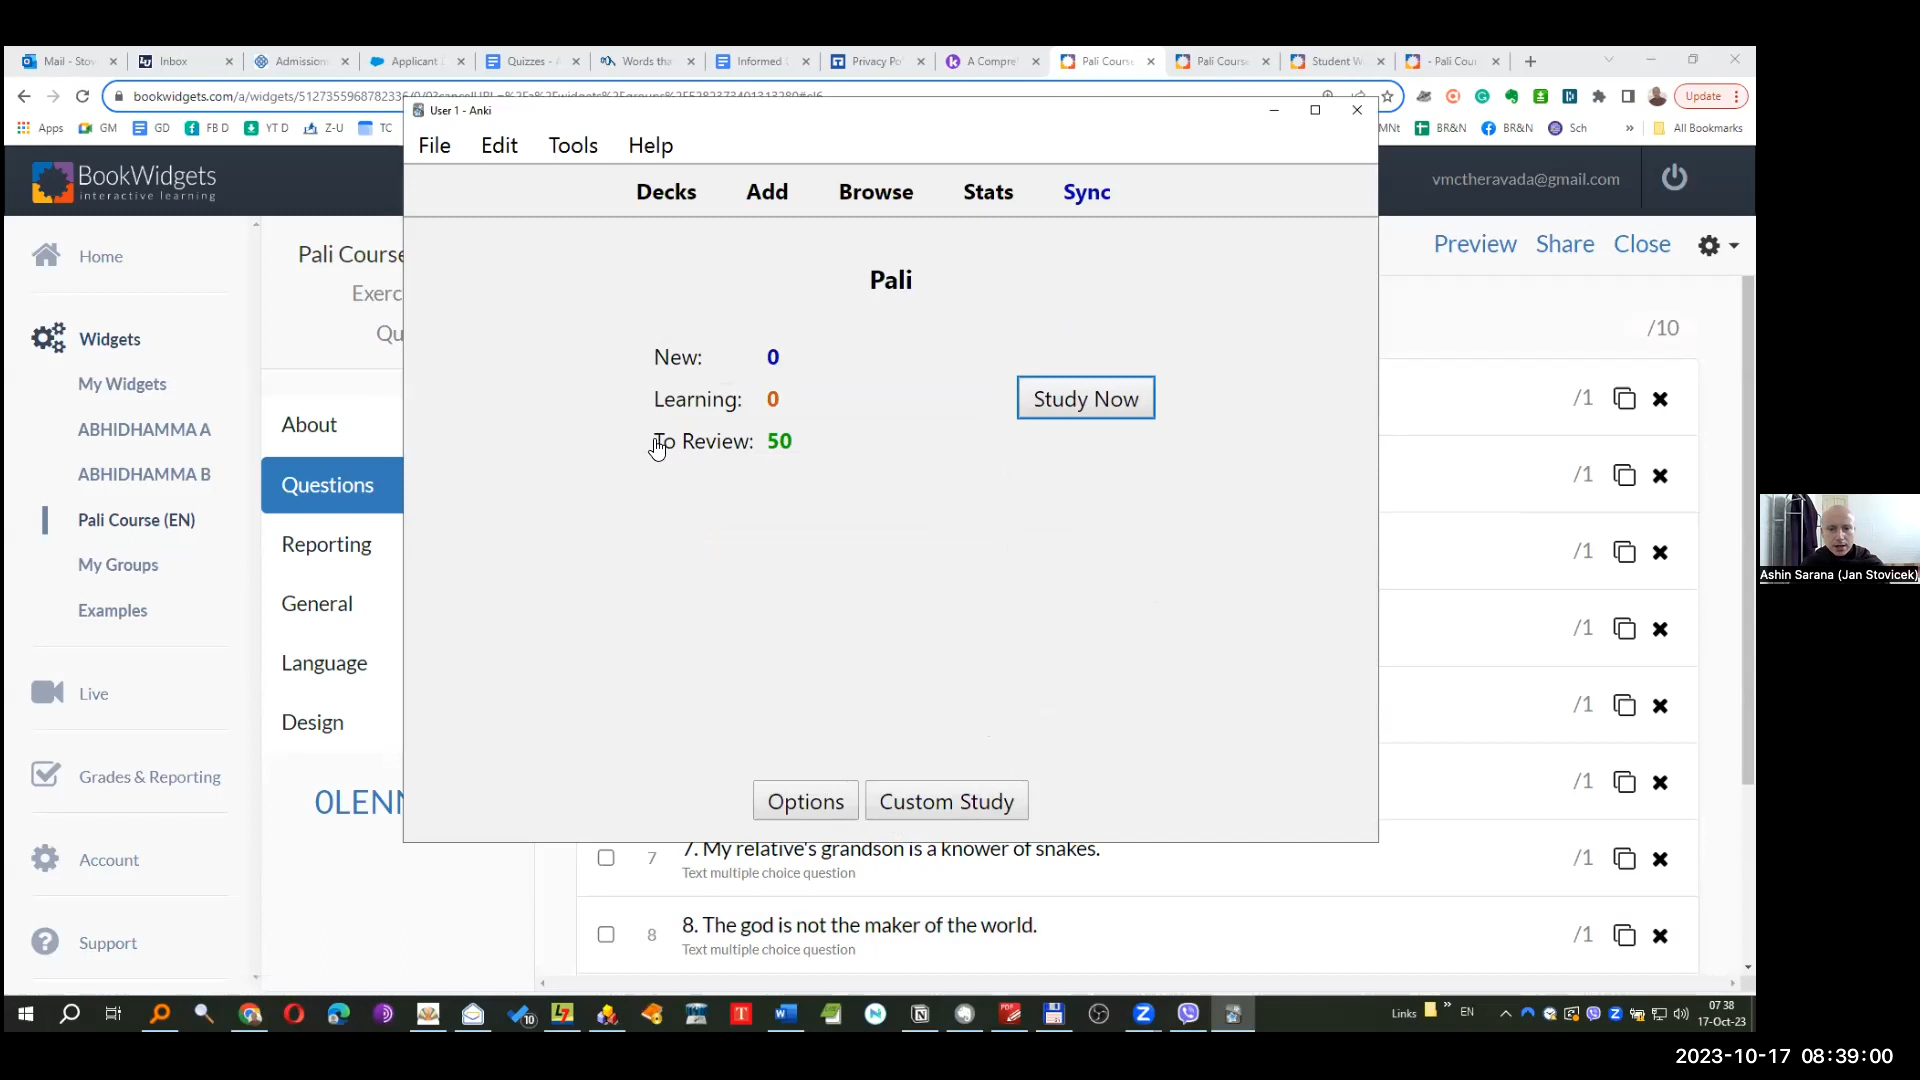 Mail - Stov
Inbox
Admission
Applicant
Quizzes -
Words tha
Informed
Privacy Po
A Compre
Pali Course
Pali Course
Student W
- Pali Cour
bookwidgets.com/a/widgets/512735596878233
Update
Apps
GM
GD
FB D
YT D
Z-U
TC
MNt
BR&N
BR&N
Sch
»
All Bookmarks
User 1 - Anki
File Edit Tools Help
Decks Add Browse Stats Sync
BookWidgets
interactive learning
vmctheravada@gmail.com
Home
Widgets
My Widgets
ABHIDHAMMA A
ABHIDHAMMA B
Pali Course (EN)
My Groups
Examples
Live
Grades & Reporting
Account
Support
Pali Course
Exerc
Qu
About
Questions
Reporting
General
Language
Design
0LENN
Pali
New: 0
Learning: 0
To Review: 50
Study Now
Options
Custom Study
Preview Share Close
/10
/1
/1
/1
/1
/1
/1
7 7. My relative's grandson is a knower of snakes. /1
Text multiple choice question
8 8. The god is not the maker of the world. /1
Text multiple choice question
Ashin Sarana (Jan Stovicek)
10
Links
»
EN
07 38
17-Oct-23
2023-10-17 08:39:00